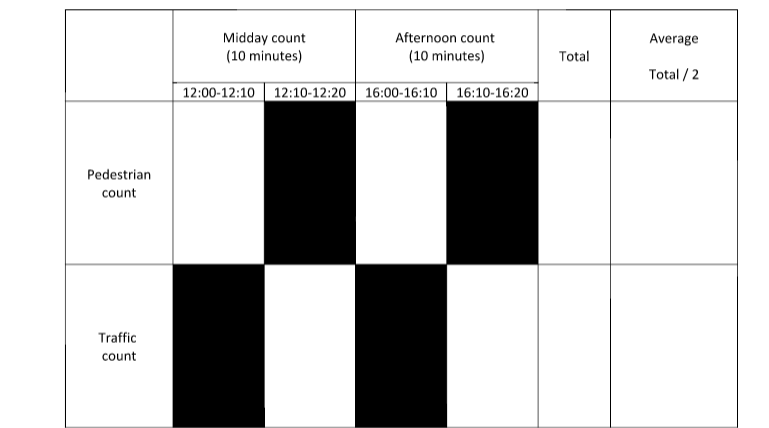 Midday count
(10 minutes)
Afternoon count
(10 minutes)
Total
Average
Total / 2
12:00-12:10
12:10-12:20
16:00-16:10
16:10-16:20
Pedestrian
count
Traffic
count